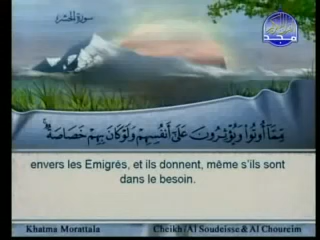 سورة الحشر
مِّمَّا أُوتُوا وَيُؤْثِرُونَ عَلَىٰ أَنفُسِهِمْ وَلَوْ كَانَ بِهِمْ خَصَاصَةٌ
envers les Emigrés, et ils donnent, même s'ils sont
dans le besoin.
Khatma Morattala
Cheikh/Al Soudeisse & Al Choureim